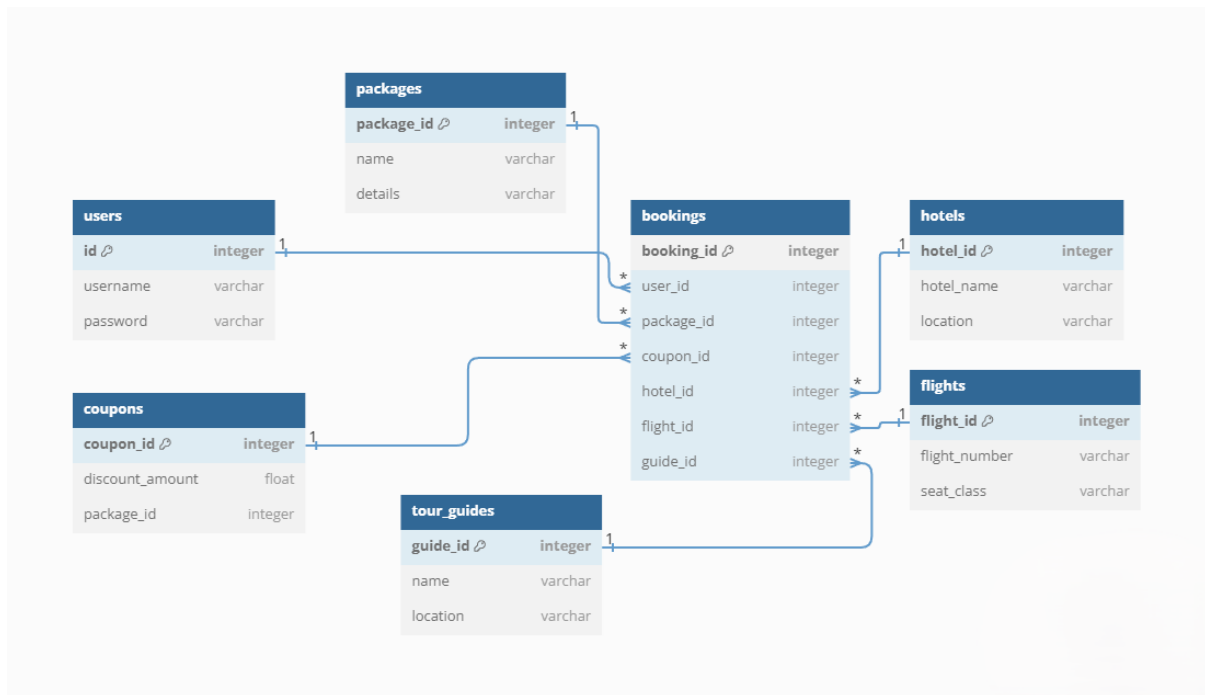 packages
package_id integer
name varchar
details varchar
1
users
id integer
username varchar
password varchar
1
bookings
booking_id integer
user_id integer
package_id integer
coupon_id integer
hotel_id integer
flight_id integer
guide_id integer
*
*
*
*
*
*
hotels
hotel_id integer
hotel_name varchar
location varchar
1
coupons
coupon_id integer
discount_amount float
package_id integer
1
flights
flight_id integer
flight_number varchar
seat_class varchar
1
tour_guides
guide_id integer
name varchar
location varchar
1